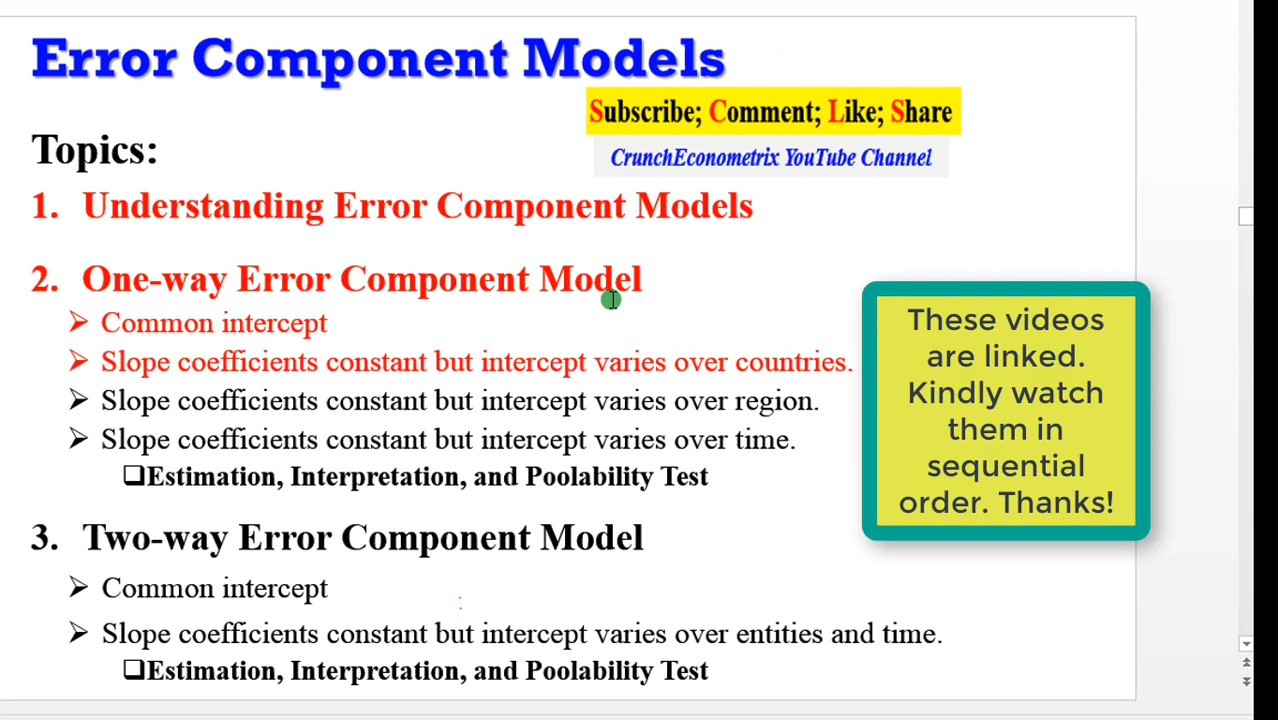 Error Component Models
Subscribe; Comment; Like; Share
CrunchEconometrix YouTube Channel
Topics:
1. Understanding Error Component Models
2. One-way Error Component Model
➢ Common intercept
➢ Slope coefficients constant but intercept varies over countries.
➢ Slope coefficients constant but intercept varies over region.
➢ Slope coefficients constant but intercept varies over time.
❑Estimation, Interpretation, and Poolability Test
These videos
are linked.
Kindly watch
them in
sequential
order. Thanks!
3. Two-way Error Component Model
➢ Common intercept
➢ Slope coefficients constant but intercept varies over entities and time.
❑Estimation, Interpretation, and Poolability Test